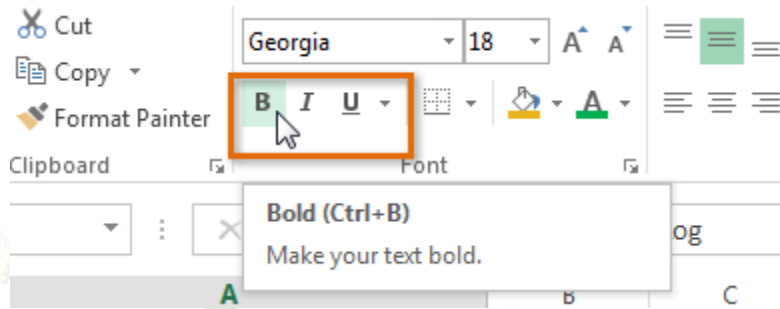 Cut
Georgia 18 A A
Copy
B I U A
Format Painter
Clipboard Font
Bold (Ctrl+B)
Make your text bold.
og
A B C